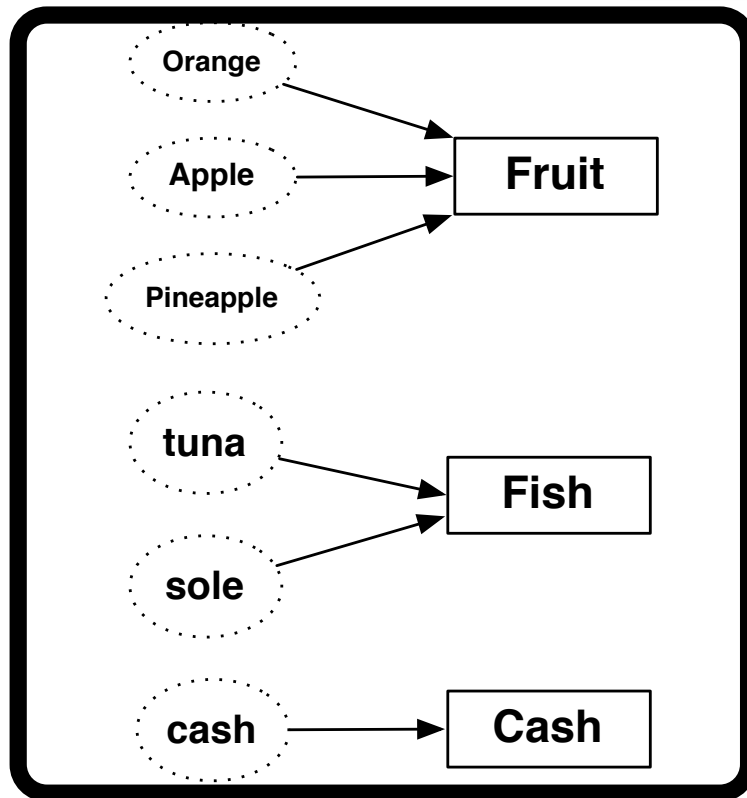 Orange
Apple
Fruit
Pineapple
tuna
Fish
sole
cash
Cash